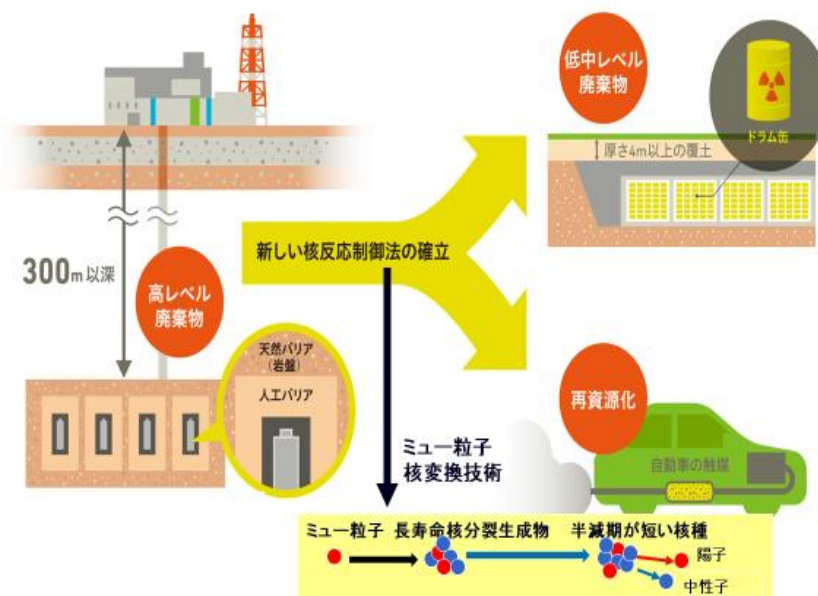 低中レベル
廃棄物
ドラム缶
厚さ4m以上の覆土
新しい核反応制御法の確立
300m以深
高レベル
廃棄物
天然バリア
(岩盤)
人工バリア
再資源化
自動車の触媒
ミュー粒子
核変換技術
ミュー粒子 長寿命核分裂生成物 半減期が短い核種
陽子
中性子